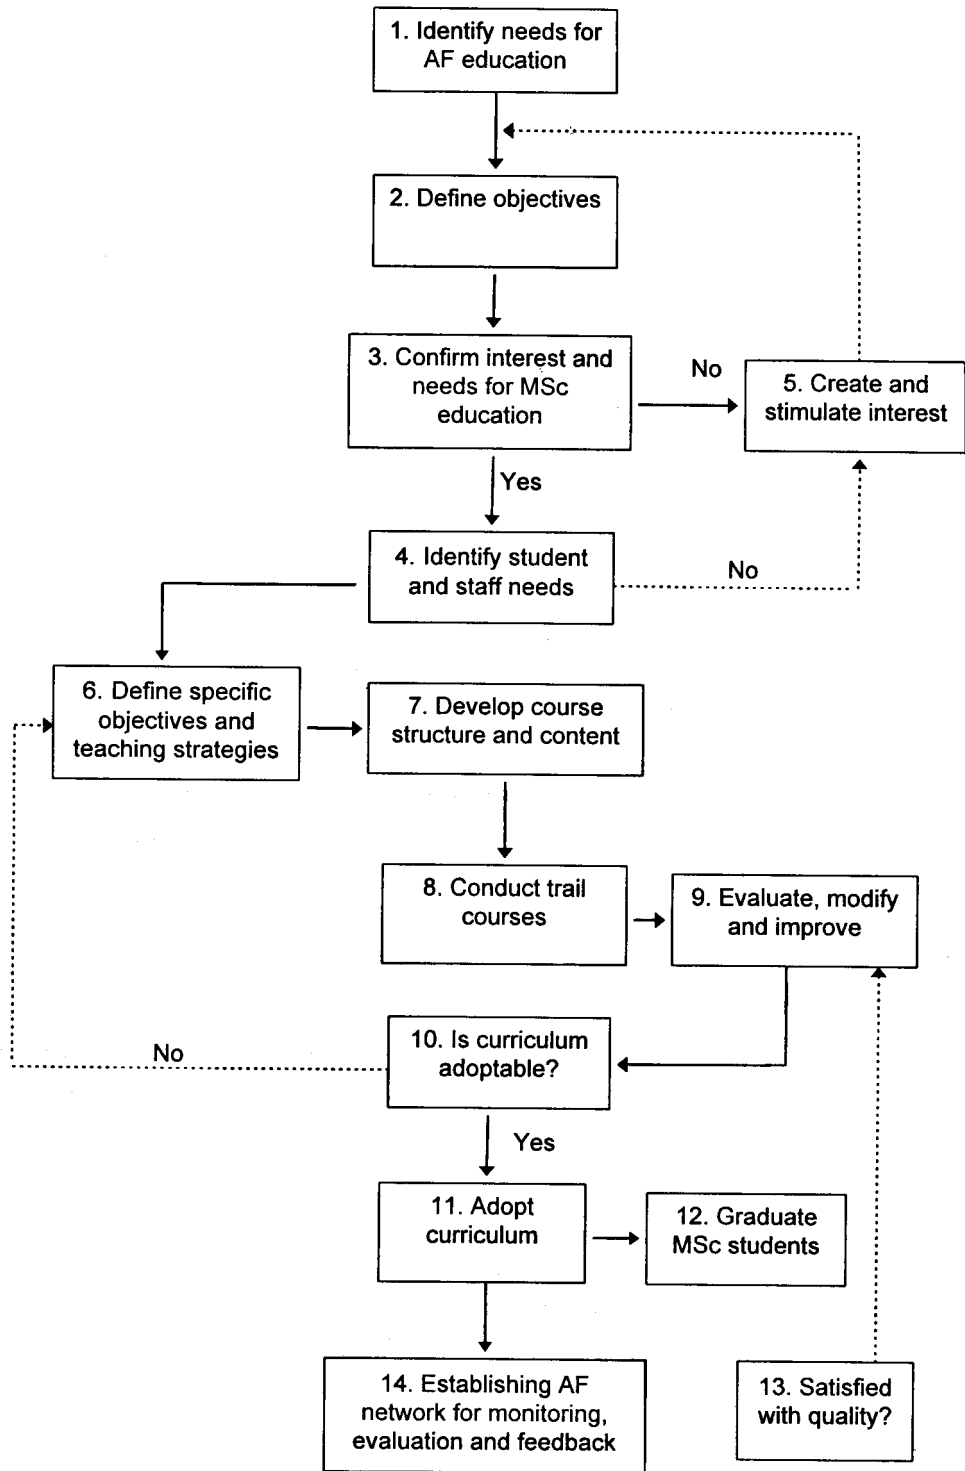 1. Identify needs for
AF education
2. Define objectives
3. Confirm interest and
needs for MSc
education
No
5. Create and
stimulate interest
Yes
4. Identify student
and staff needs
No
6. Define specific
objectives and
teaching strategies
7. Develop course
structure and content
8. Conduct trail
courses
9. Evaluate, modify
and improve
10. Is curriculum
adoptable?
No
Yes
11. Adopt
curriculum
12. Graduate
MSc students
14. Establishing AF
network for monitoring,
evaluation and feedback
13. Satisfied
with quality?